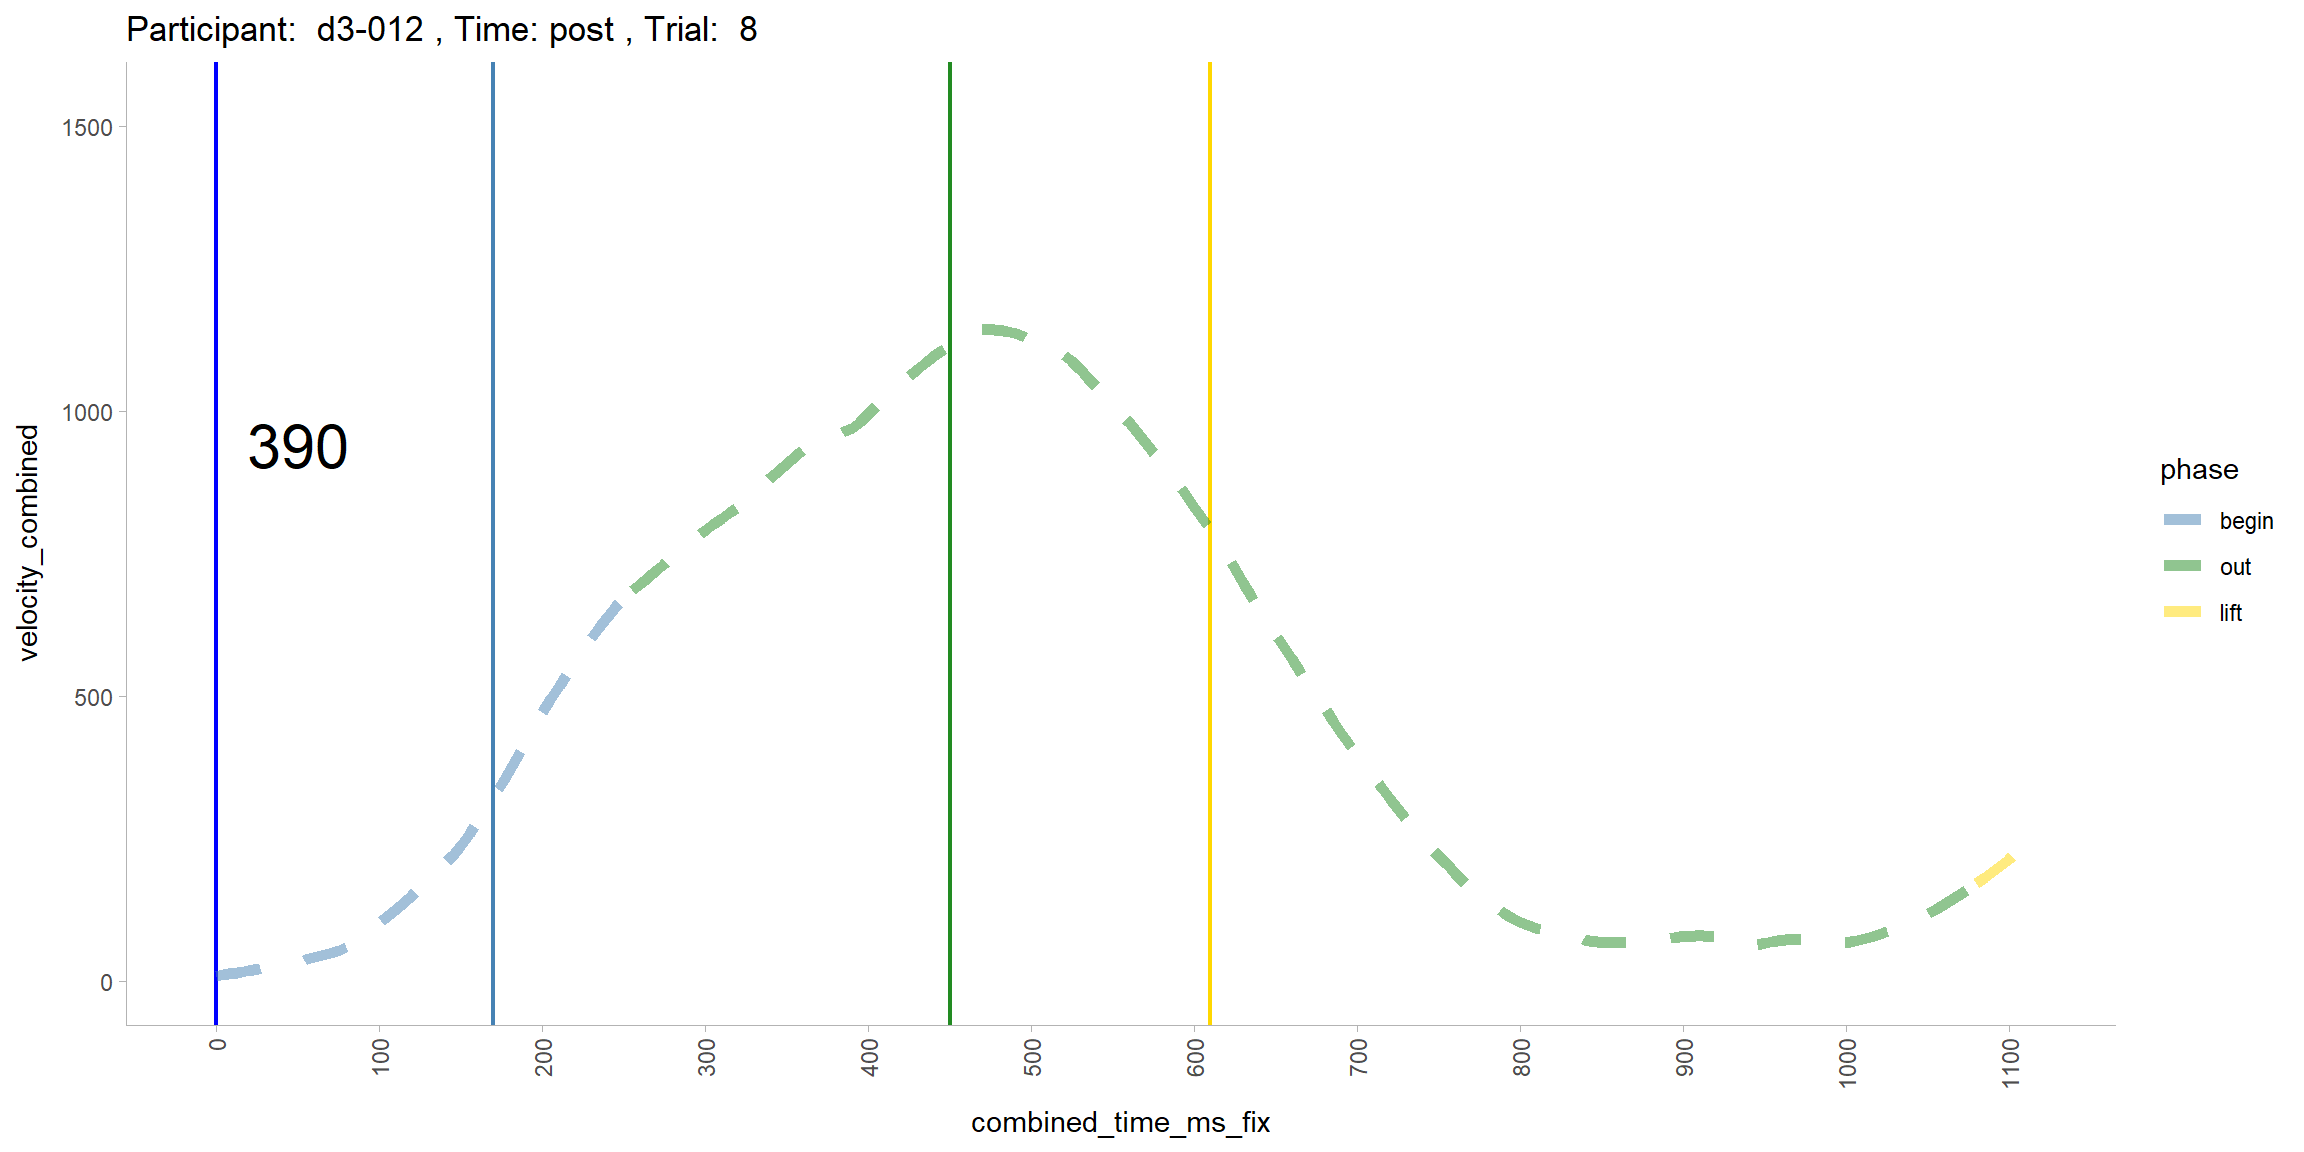 Participant:  d3-012 , Time: post , Trial:  8
velocity_combined
1500
1000
500
0
390
0
100
200
300
400
500
600
700
800
900
1000
1100
combined_time_ms_fix
phase
begin
out
lift